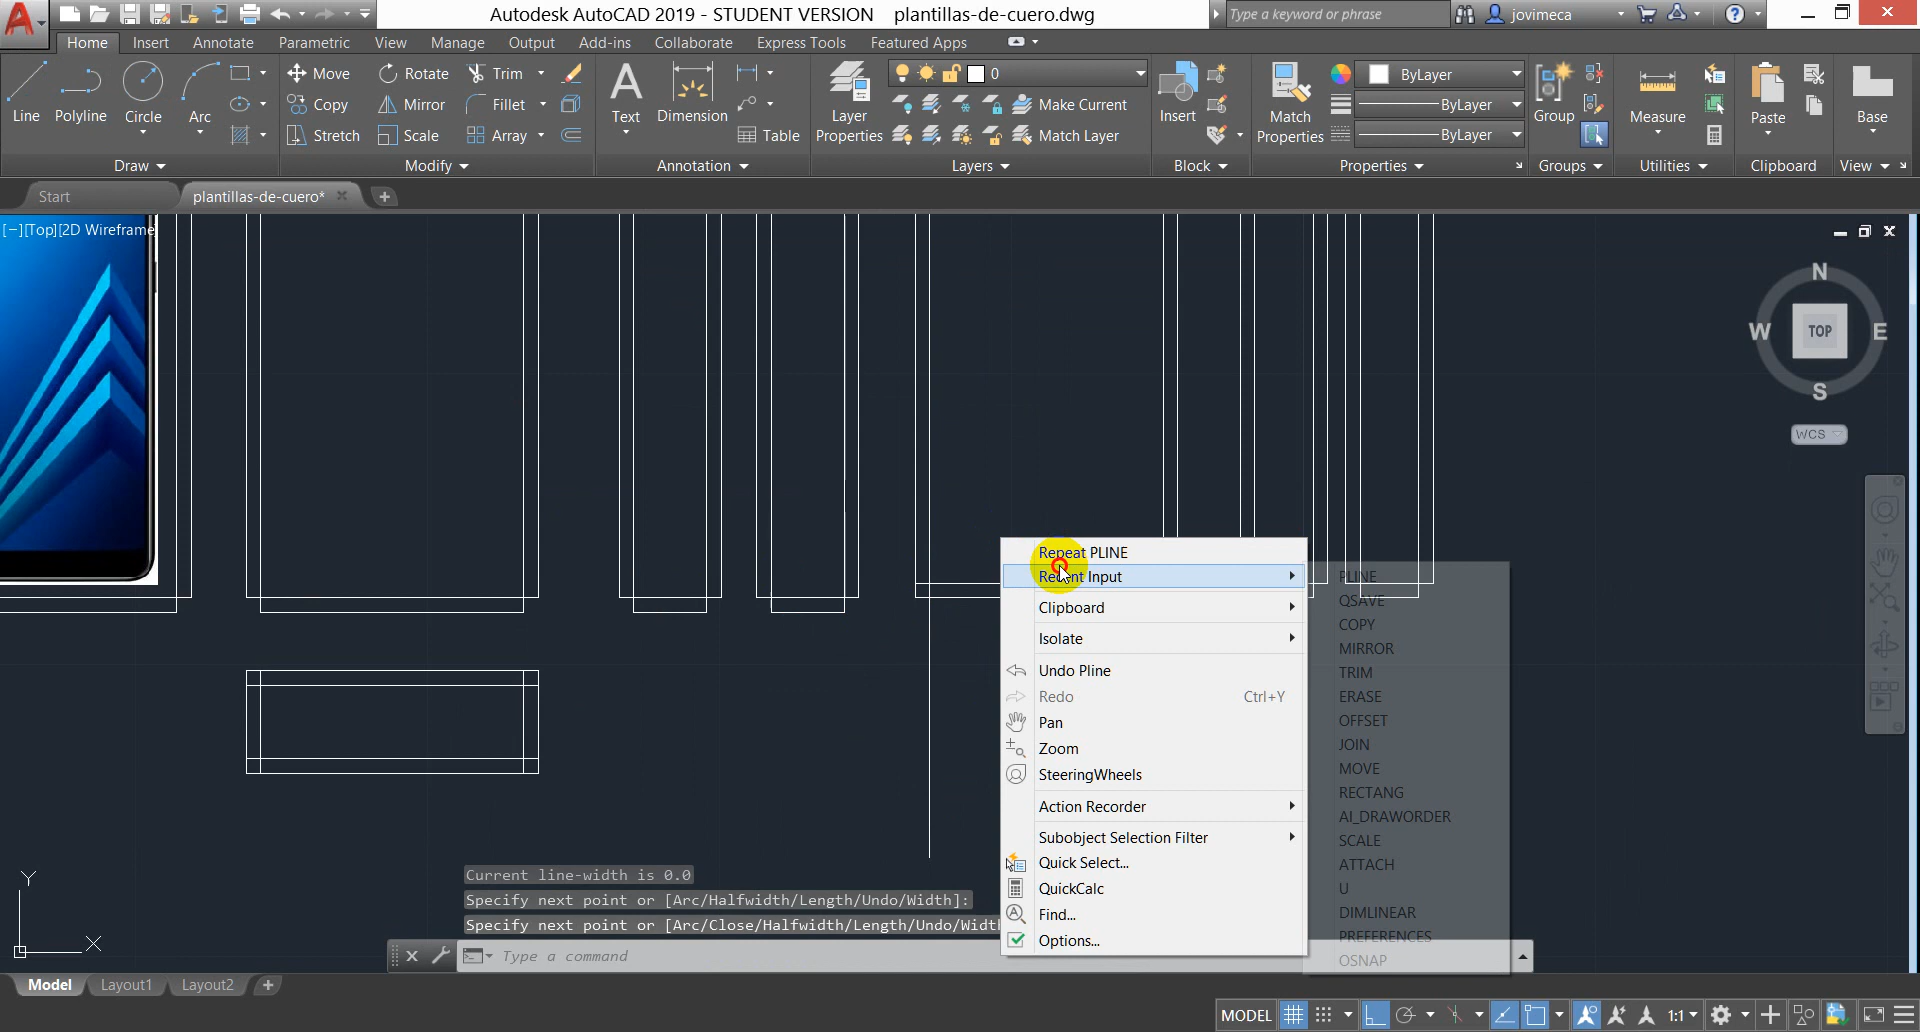 Autodesk AutoCAD 2019 - STUDENT VERSION plantillas-de-cuero.dwg
Type a keyword or phrase
jovimeca
Home Insert Annotate Parametric View Manage Output Add-ins Collaborate Express Tools Featured Apps
Line Polyline Circle Arc
Move Rotate Trim
Copy Mirror Fillet
Stretch Scale Array
Text Dimension Table
Layer Properties
0
Make Current
Match Layer
Insert
Match Properties
ByLayer
ByLayer
ByLayer
Group
Measure
Paste
Base
Draw Modify Annotation Layers Block Properties Groups Utilities Clipboard View
Start plantillas-de-cuero*
[−][Top][2D Wireframe
N
W TOP E
S
WCS
Repeat PLINE
Recent Input
Clipboard
Isolate
Undo Pline
Redo Ctrl+Y
Pan
Zoom
SteeringWheels
Action Recorder
Subobject Selection Filter
Quick Select...
QuickCalc
Find...
Options...
PLINE
QSAVE
COPY
MIRROR
TRIM
ERASE
OFFSET
JOIN
MOVE
RECTANG
AI_DRAWORDER
SCALE
ATTACH
U
DIMLINEAR
PREFERENCES
OSNAP
Y
X
Current line-width is 0.0
Specify next point or [Arc/Halfwidth/Length/Undo/Width]:
Specify next point or [Arc/Close/Halfwidth/Length/Undo/Width
Type a command
Model Layout1 Layout2
MODEL 1:1